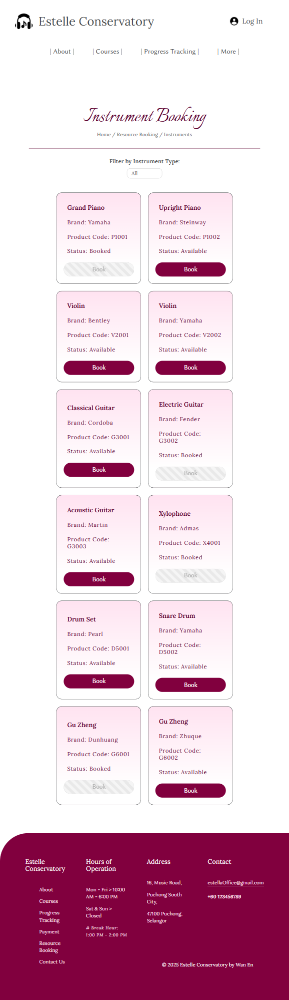 Estelle Conservatory
Log In
| About |
| Courses |
| Progress Tracking |
| More |
Instrument Booking
Home / Resource Booking / Instruments
Filter by Instrument Type:
All
Grand Piano
Brand: Yamaha
Product Code: P1001
Status: Booked
Book
Upright Piano
Brand: Steinway
Product Code: P1002
Status: Available
Book
Violin
Brand: Bentley
Product Code: V2001
Status: Available
Book
Violin
Brand: Yamaha
Product Code: V2002
Status: Available
Book
Classical Guitar
Brand: Cordoba
Product Code: G3001
Status: Available
Book
Electric Guitar
Brand: Fender
Product Code:
G3002
Status: Booked
Book
Acoustic Guitar
Brand: Martin
Product Code:
G3003
Status: Available
Book
Xylophone
Brand: Admas
Product Code: X4001
Status: Booked
Book
Drum Set
Brand: Pearl
Product Code: D5001
Status: Available
Book
Snare Drum
Brand: Yamaha
Product Code:
D5002
Status: Available
Book
Gu Zheng
Brand: Dunhuang
Product Code: G6001
Status: Booked
Book
Gu Zheng
Brand: Zhuque
Product Code:
G6002
Status: Available
Book
Estelle
Conservatory
About
Courses
Progress
Tracking
Payment
Resource
Booking
Contact Us
Hours of
Operation
Mon - Fri > 10:00
AM - 6:00 PM
Sat & Sun >
Closed
# Break Hour:
1:00 PM - 2:00 PM
Address
16, Music Road,
Puchong South
City,
47100 Puchong,
Selangor
Contact
estellaOffice@gmail.com
+60 123456789
© 2025 Estelle Conservatory by Wan En